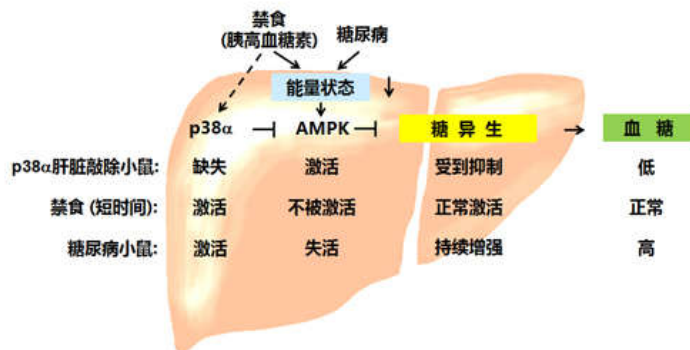 禁食
(胰高血糖素)
糖尿病
能量状态
p38α AMPK 糖 异 生 血 糖
p38α肝脏敲除小鼠: 缺失 激活 受到抑制 低
禁食 (短时间): 激活 不被激活 正常激活 正常
糖尿病小鼠: 激活 失活 持续增强 高